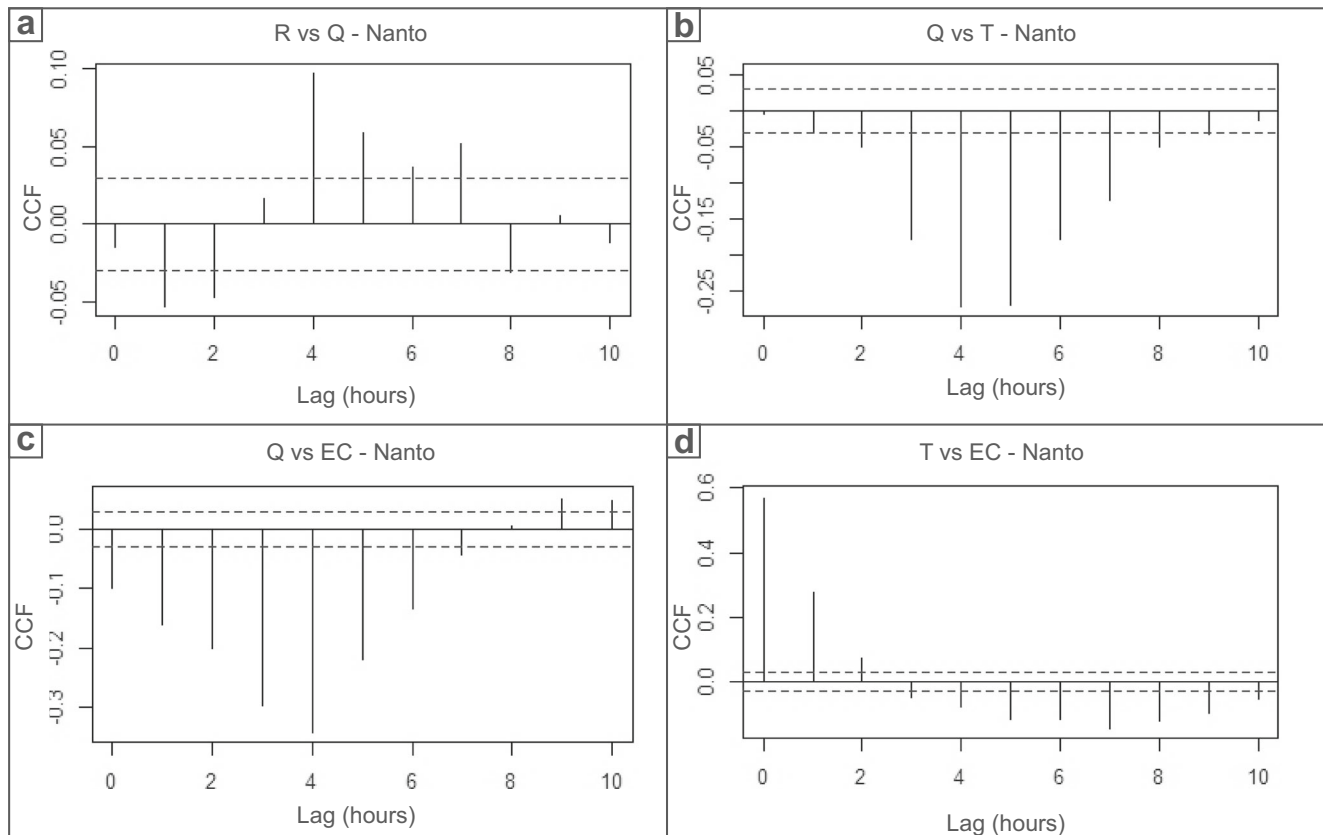 a
R vs Q - Nanto
CCF
0.10
0.05
0.00
-0.05
0 2 4 6 8 10
Lag (hours)
b
Q vs T - Nanto
CCF
0.05
-0.05
-0.15
-0.25
0 2 4 6 8 10
Lag (hours)
c
Q vs EC - Nanto
CCF
0.0
-0.1
-0.2
-0.3
0 2 4 6 8 10
Lag (hours)
d
T vs EC - Nanto
CCF
0.6
0.4
0.2
0.0
0 2 4 6 8 10
Lag (hours)